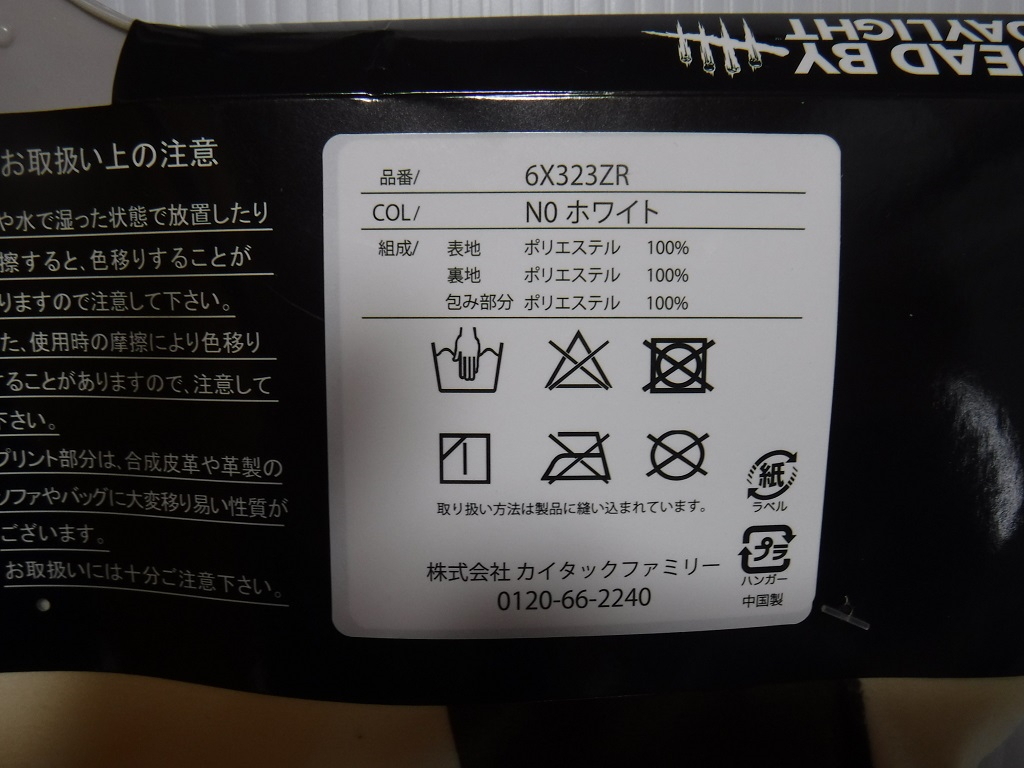 DEAD BY
DAYLIGHT
お取扱い上の注意
や水で湿った状態で放置したり
擦すると、色移りすることが
りますので注意して下さい。
た、使用時の摩擦により色移り
することがありますので、注意して
下さい。
プリント部分は、合成皮革や革製の
ソファやバッグに大変移り易い性質が
ございます。
お取扱いには十分ご注意下さい。
品番/ 6X323ZR
COL/ N0 ホワイト
組成/ 表地 ポリエステル 100%
裏地 ポリエステル 100%
包み部分 ポリエステル 100%
取り扱い方法は製品に縫い込まれています。
紙
ラベル
プラ
ハンガー
中国製
株式会社 カイタックファミリー
0120-66-2240